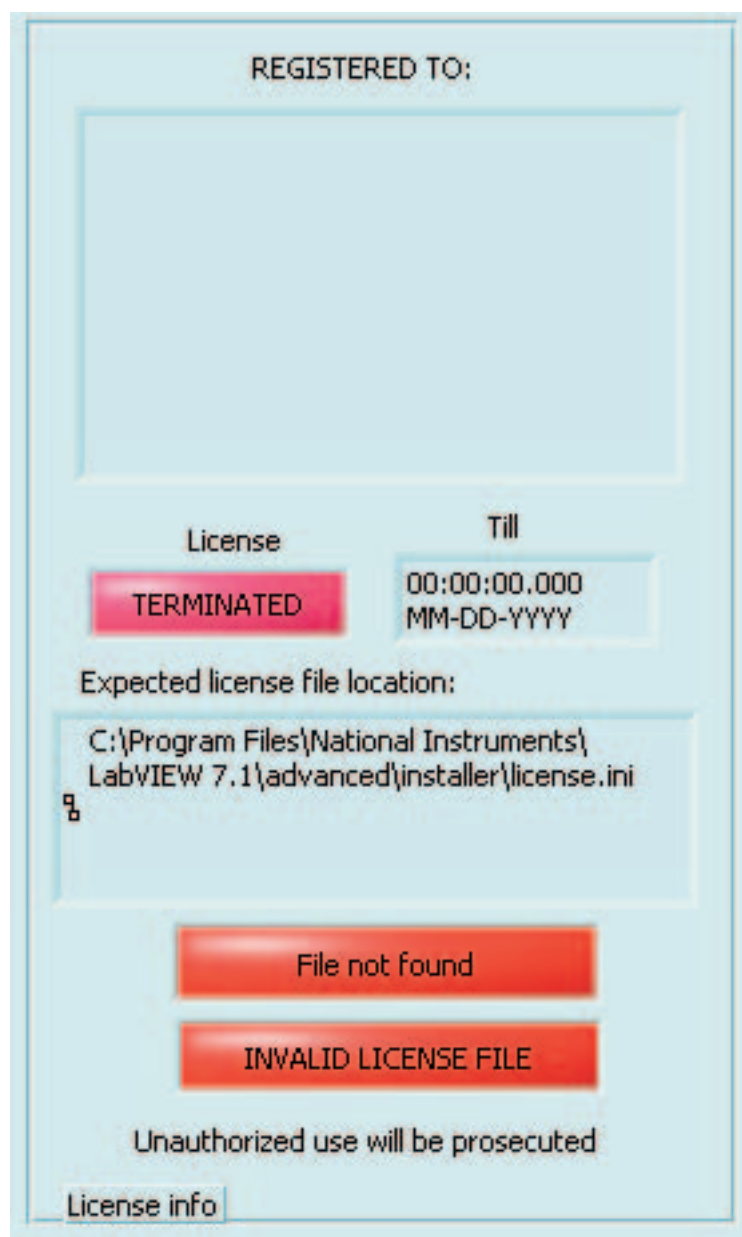 REGISTERED TO:
License
Till
TERMINATED
00:00:00.000
MM-DD-YYYY
Expected license file location:
C:\Program Files\National Instruments\
LabVIEW 7.1\advanced\installer\license.ini
File not found
INVALID LICENSE FILE
Unauthorized use will be prosecuted
License info